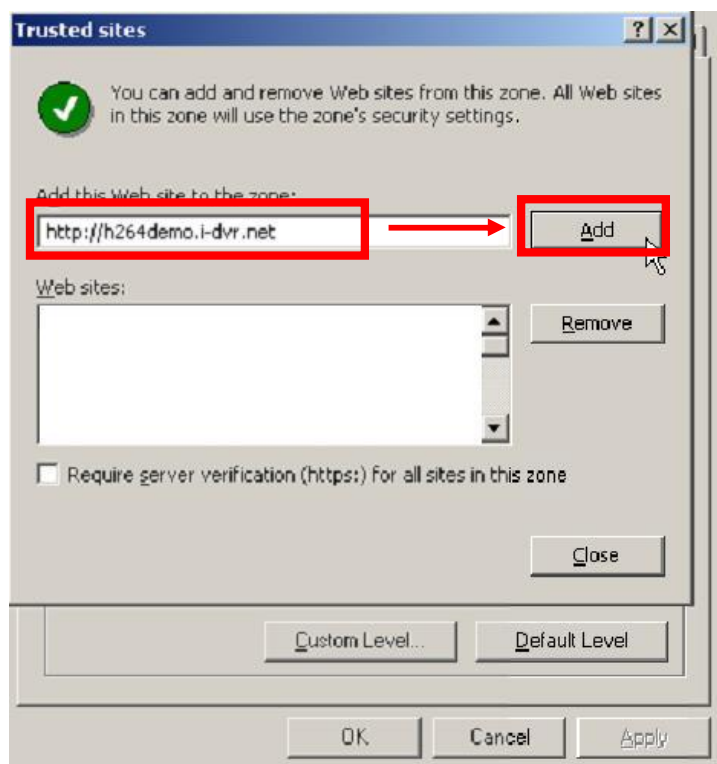 Trusted sites
You can add and remove Web sites from this zone. All Web sites
in this zone will use the zone's security settings.
Add this Web site to the zone:
http://h264demo.i-dvr.net
Add
Web sites:
Remove
Require server verification (https:) for all sites in this zone
Close
Custom Level...
Default Level
OK
Cancel
Apply